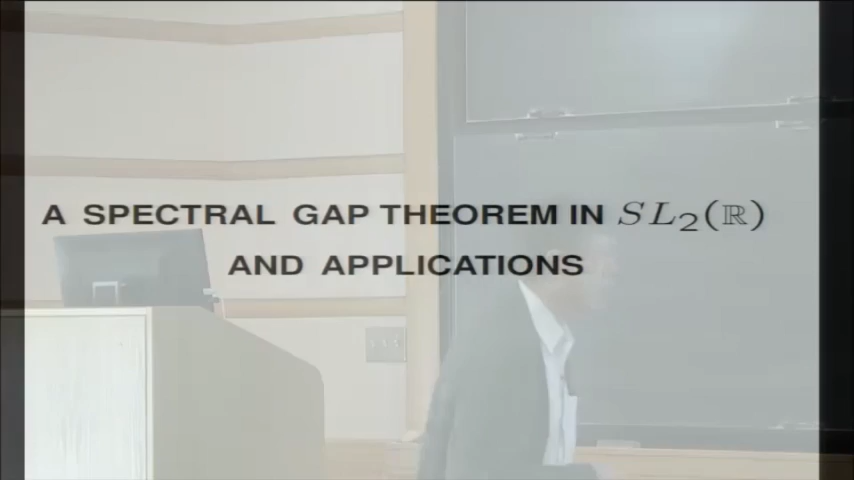 A SPECTRAL GAP THEOREM IN SL₂(ℝ)
AND APPLICATIONS